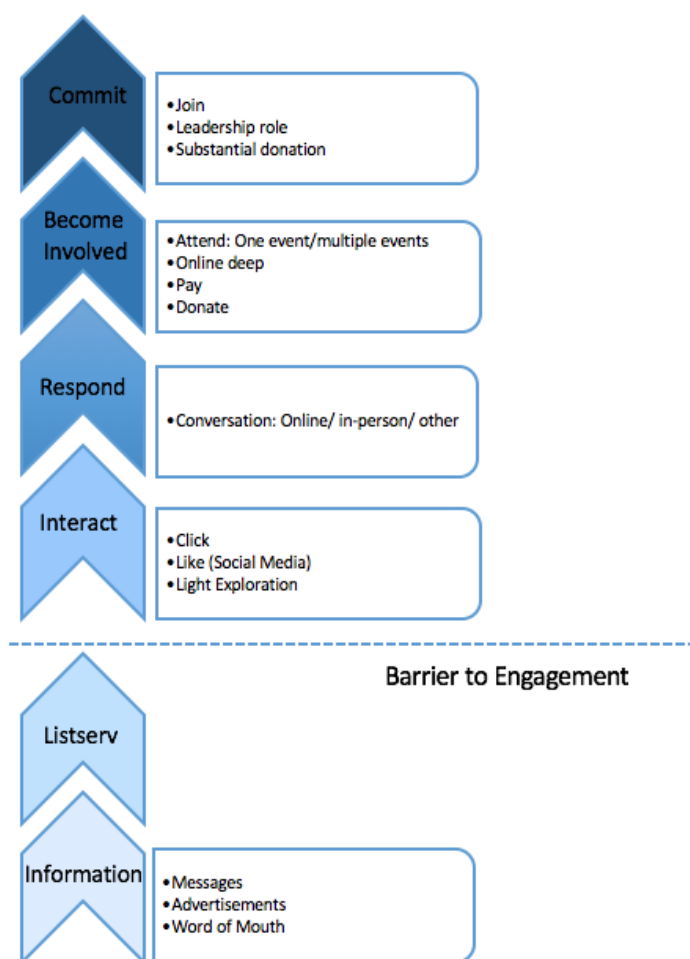 Commit
•Join
•Leadership role
•Substantial donation
Become
Involved
•Attend: One event/multiple events
•Online deep
•Pay
•Donate
Respond
•Conversation: Online/ in-person/ other
Interact
•Click
•Like (Social Media)
•Light Exploration
Barrier to Engagement
Listserv
Information
•Messages
•Advertisements
•Word of Mouth